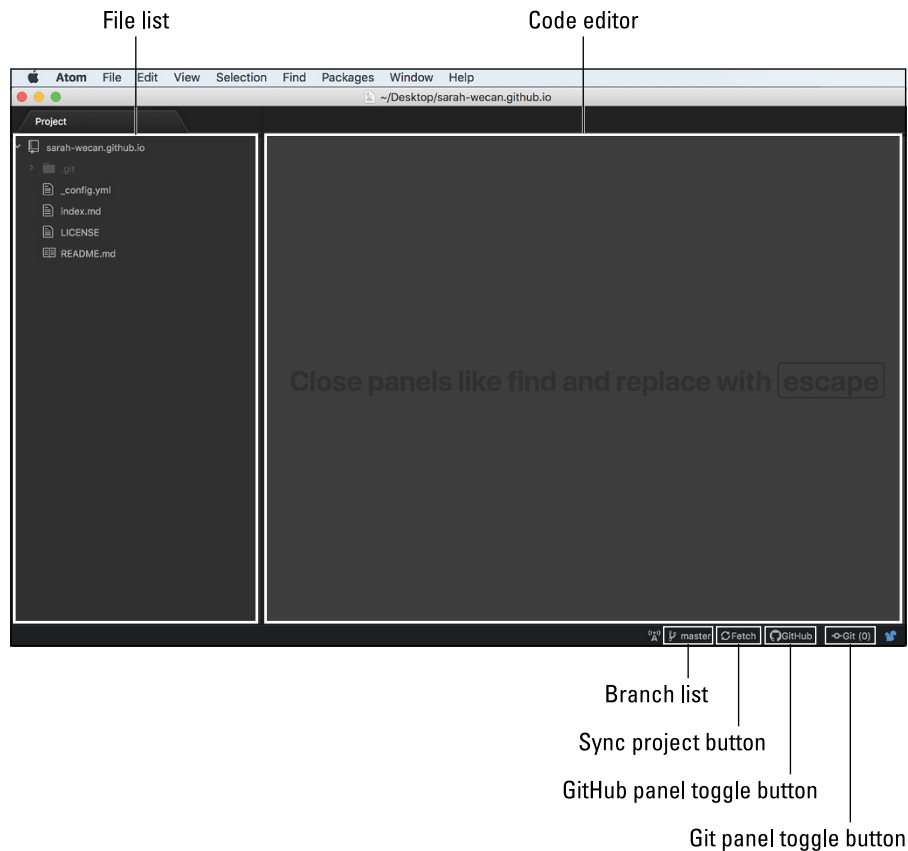 File list
Code editor
Atom File Edit View Selection Find Packages Window Help
~/Desktop/sarah-wecan.github.io
Project
sarah-wecan.github.io
.git
_config.yml
index.md
LICENSE
README.md
Close panels like find and replace with escape
master Fetch GitHub Git (0)
Branch list
Sync project button
GitHub panel toggle button
Git panel toggle button